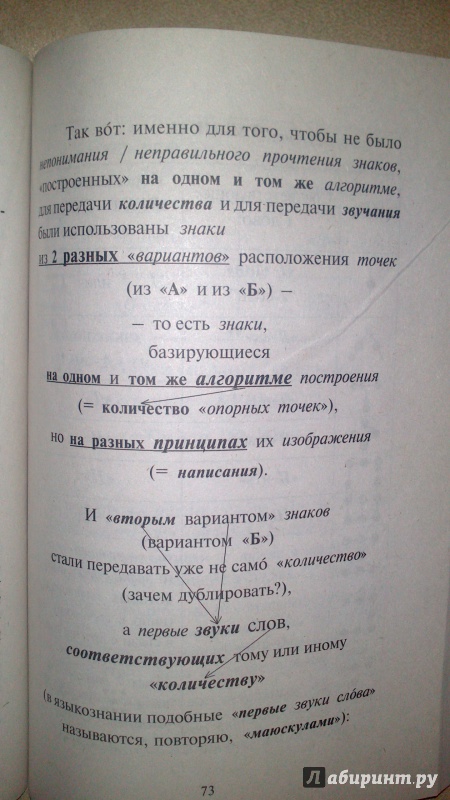 Так во́т: именно для того, чтобы не было
непонимания / неправильного прочтения знаков,
«построенных» на одном и том же алгоритме,
для передачи количества и для передачи звучания
были использованы знаки
из 2 разных «вариантов» расположения точек
(из «А» и из «Б») –
– то есть знаки,
базирующиеся
на одном и том же алгоритме построения
(= количество «опорных точек»),
но на разных принципах их изображения
(= написания).
И «вторым вариантом» знаков
(вариантом «Б»)
стали передавать уже не само́ «количество»
(зачем дублировать?),
а первые звуки слов,
соответствующих тому или иному
«количеству»
(в языкознании подобные «первые звуки сло́ва»
называются, повторяю, «маюскулами»):
73
Лабиринт.ру